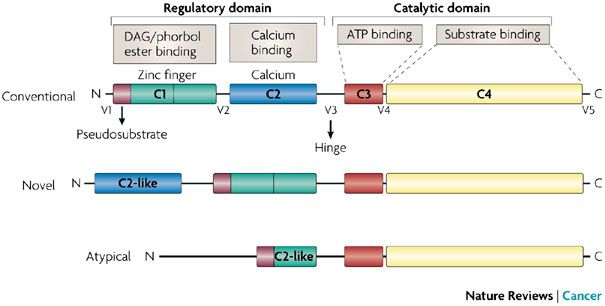 Regulatory domain
Catalytic domain
DAG/phorbol
ester binding
Calcium
binding
ATP binding
Substrate binding
Zinc finger
Calcium
Conventional N C1 C2 C3 C4 C
V1 V2 V3 V4 V5
Pseudosubstrate
Hinge
Novel N C2-like C
Atypical N C2-like C
Nature Reviews | Cancer